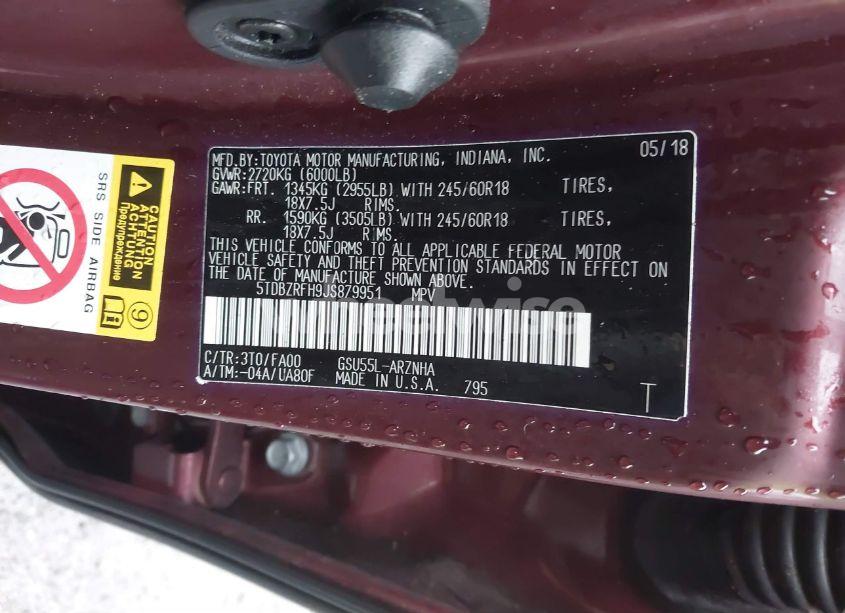 SRS SIDE AIRBAG
CAUTION
ATTENTION
ACHTUNG
Предупреждение
9
MFD.BY:TOYOTA MOTOR MANUFACTURING, INDIANA, INC. 05/18
GVWR:2720KG (6000LB)
GAWR:FRT. 1345KG (2955LB) WITH 245/60R18 TIRES,
18X7.5J RIMS.
RR. 1590KG (3505LB) WITH 245/60R18 TIRES,
18X7.5J RIMS.
THIS VEHICLE CONFORMS TO ALL APPLICABLE FEDERAL MOTOR
VEHICLE SAFETY AND THEFT PREVENTION STANDARDS IN EFFECT ON
THE DATE OF MANUFACTURE SHOWN ABOVE.
5TDBZRFH9JS879951 MPV
C/TR:3T0/FA00 GSU55L-ARZNHA
A/TM:-04A/UA80F MADE IN U.S.A. 795
T